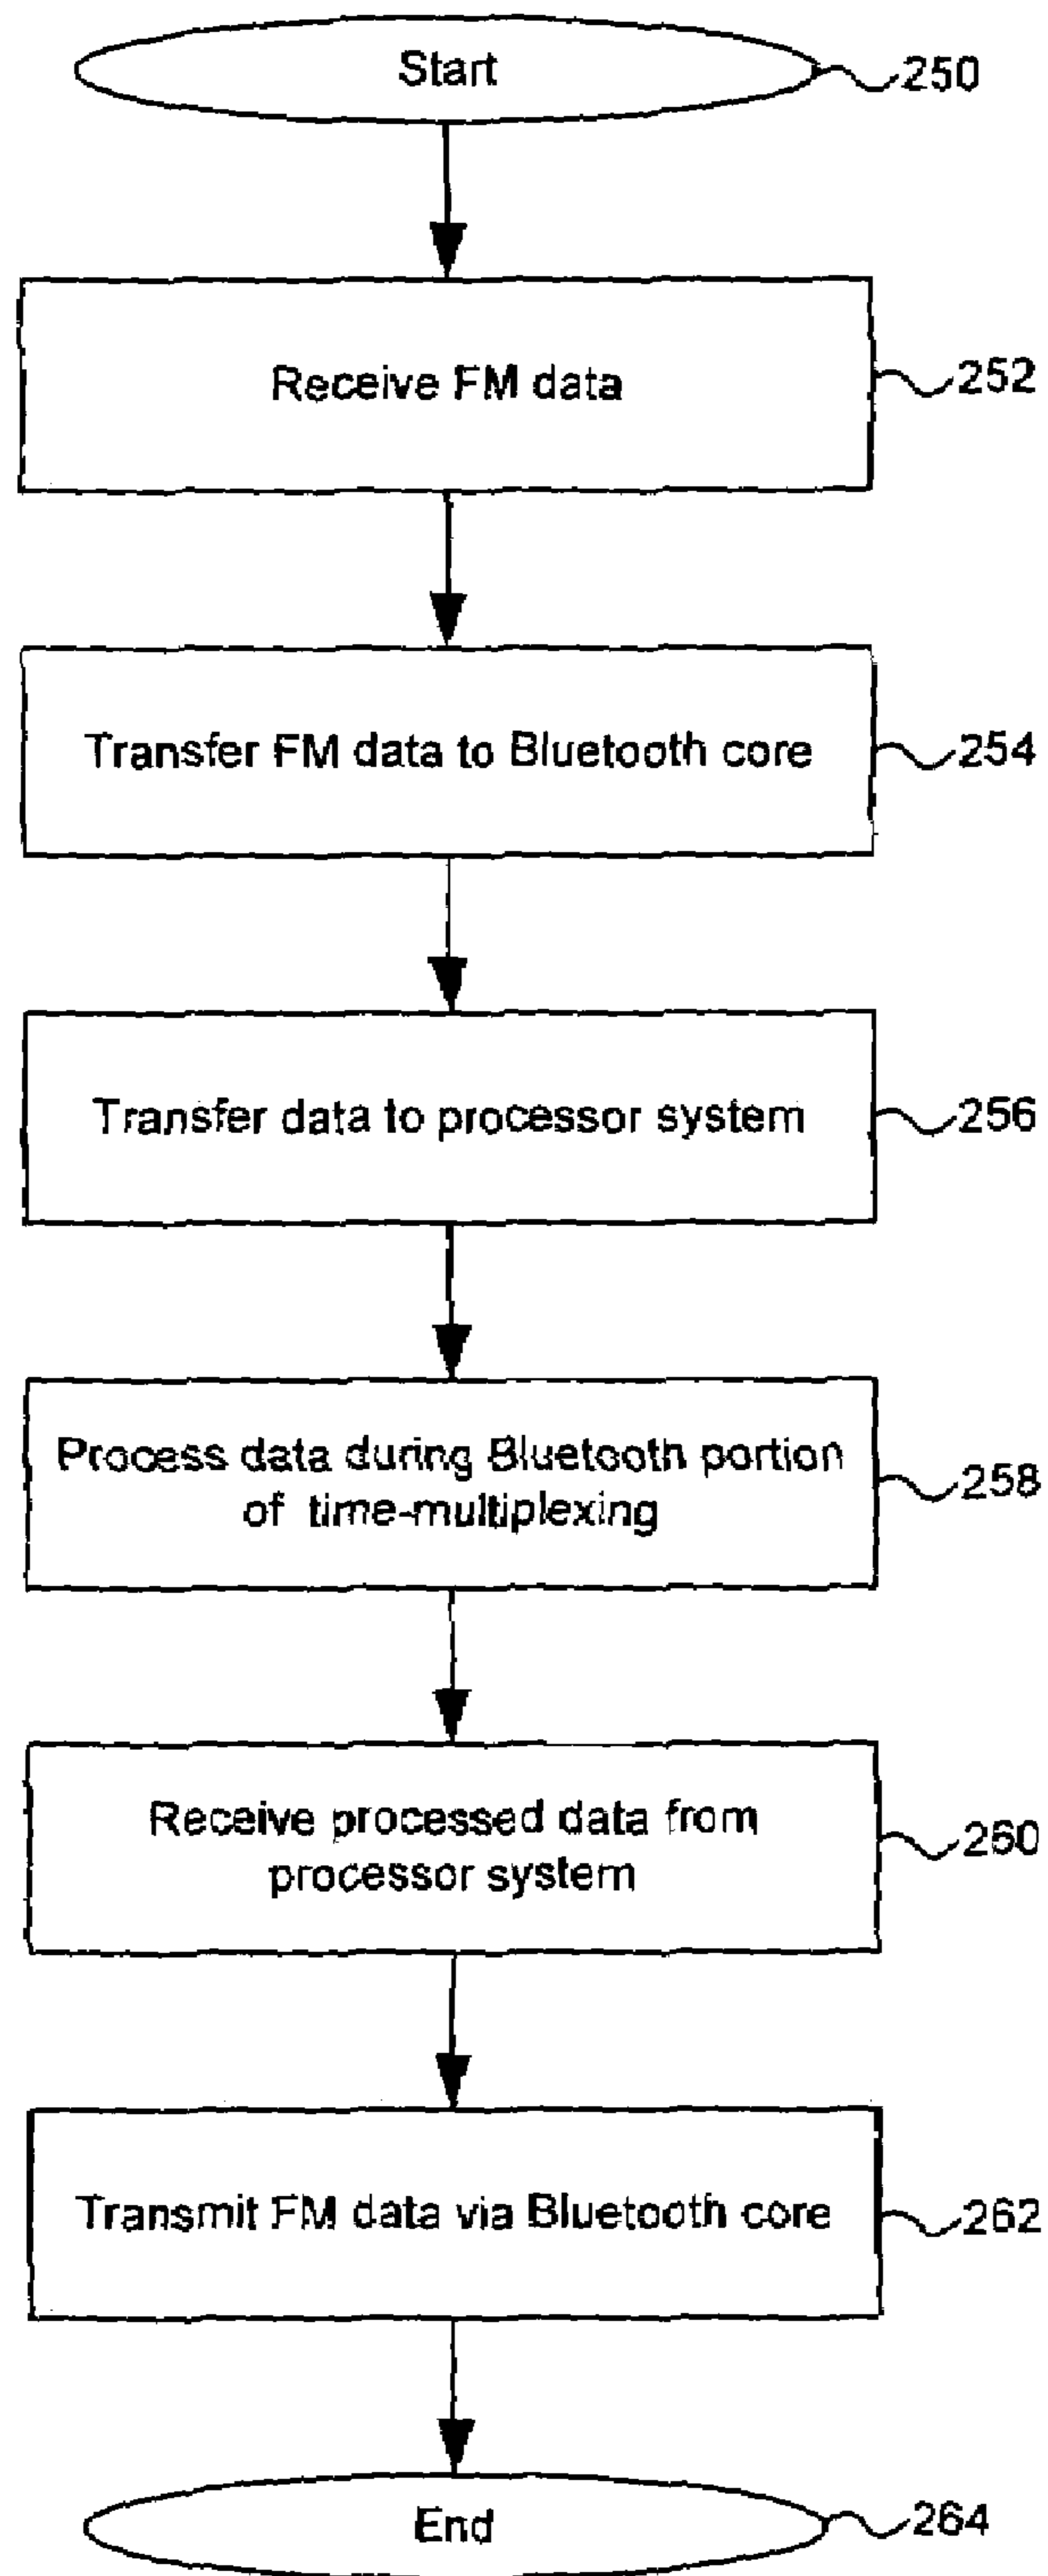 Start
250
Receive FM data
252
Transfer FM data to Bluetooth core
254
Transfer data to processor system
256
Process data during Bluetooth portion
of time-multiplexing
258
Receive processed data from
processor system
260
Transmit FM data via Bluetooth core
262
End
264